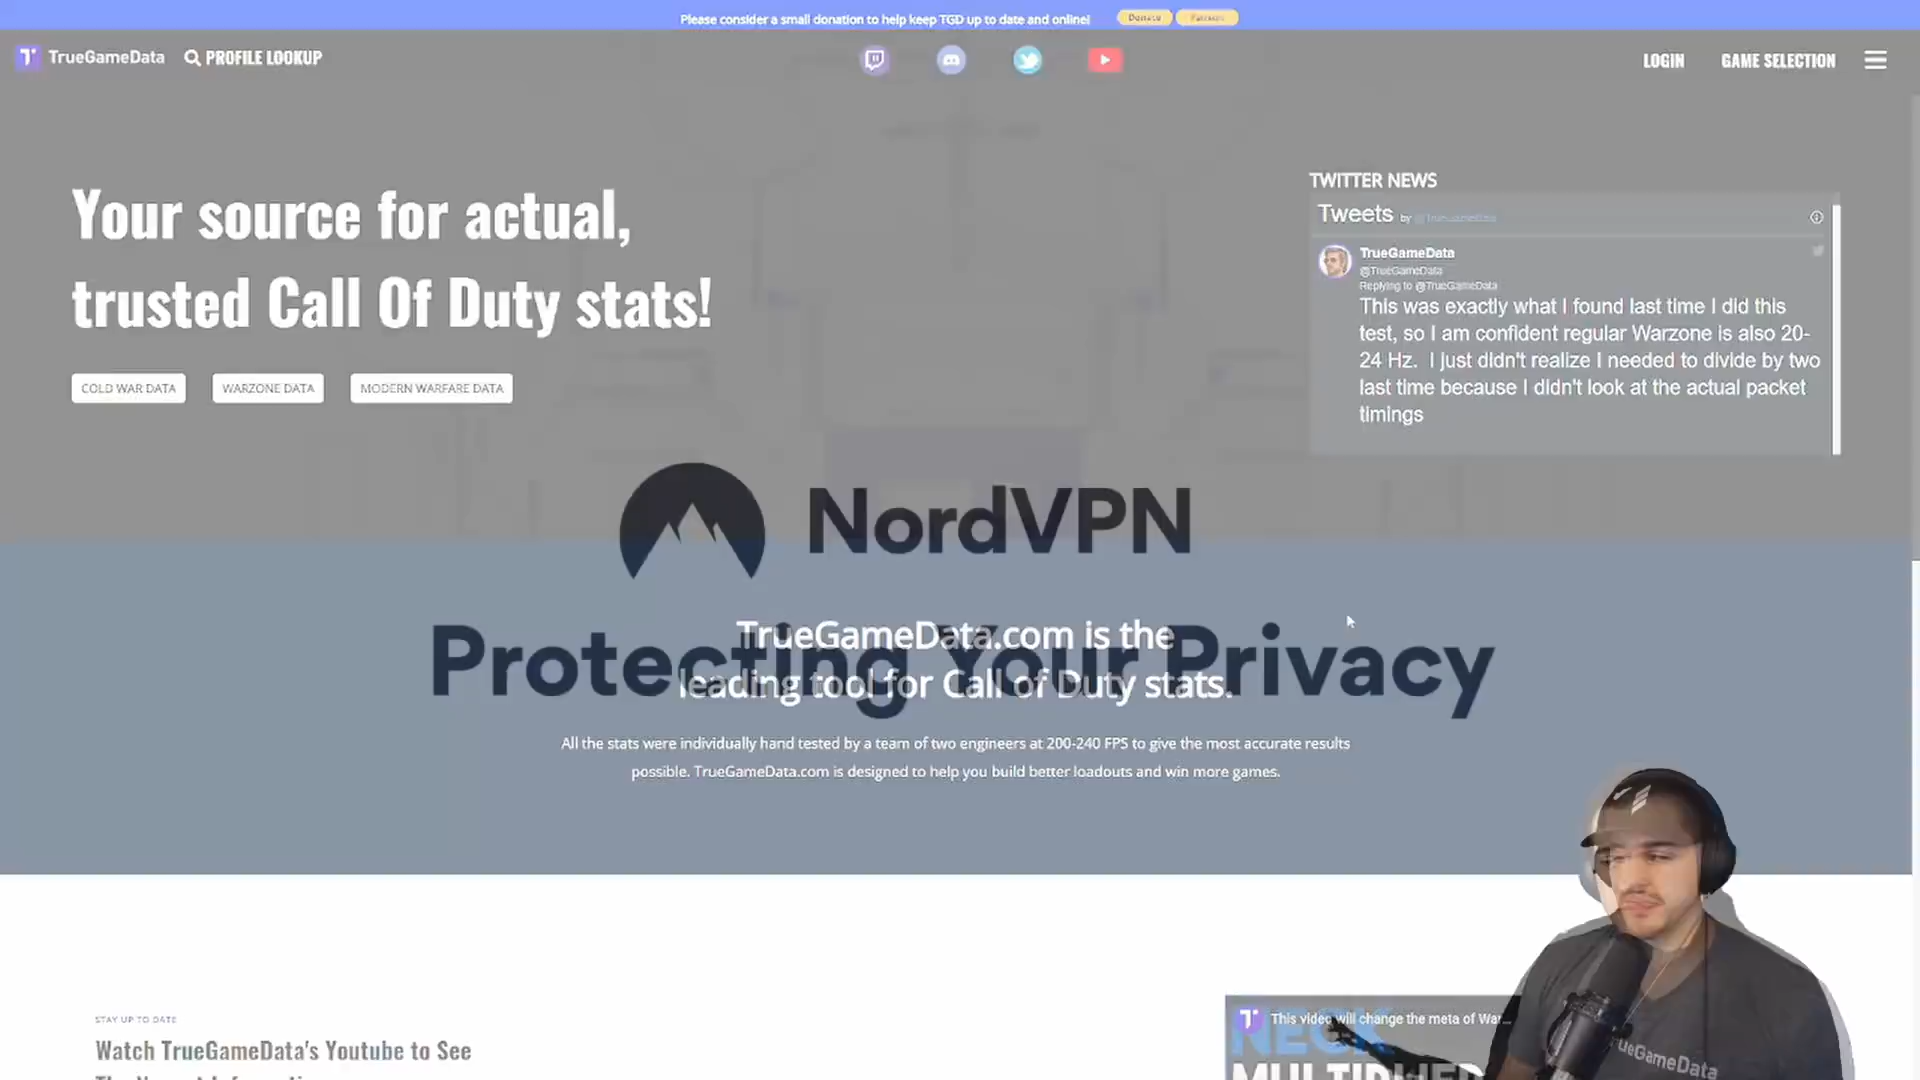 Please consider a small donation to help keep TGD up to date and online!
Donate
Patreon
TrueGameData
PROFILE LOOKUP
LOGIN
GAME SELECTION
Your source for actual,
trusted Call Of Duty stats!
COLD WAR DATA
WARZONE DATA
MODERN WARFARE DATA
TWITTER NEWS
Tweets by @TrueGameData
TrueGameData
@TrueGameData
Replying to @TrueGameData
This was exactly what I found last time I did this
test, so I am confident regular Warzone is also 20-
24 Hz. I just didn't realize I needed to divide by two
last time because I didn't look at the actual packet
timings
NordVPN
Protecting Your Privacy
TrueGameData.com is the
leading tool for Call of Duty stats.
All the stats were individually hand tested by a team of two engineers at 200-240 FPS to give the most accurate results
possible. TrueGameData.com is designed to help you build better loadouts and win more games.
STAY UP TO DATE
Watch TrueGameData's Youtube to See
This video will change the meta of War...
NECK
TrueGameData